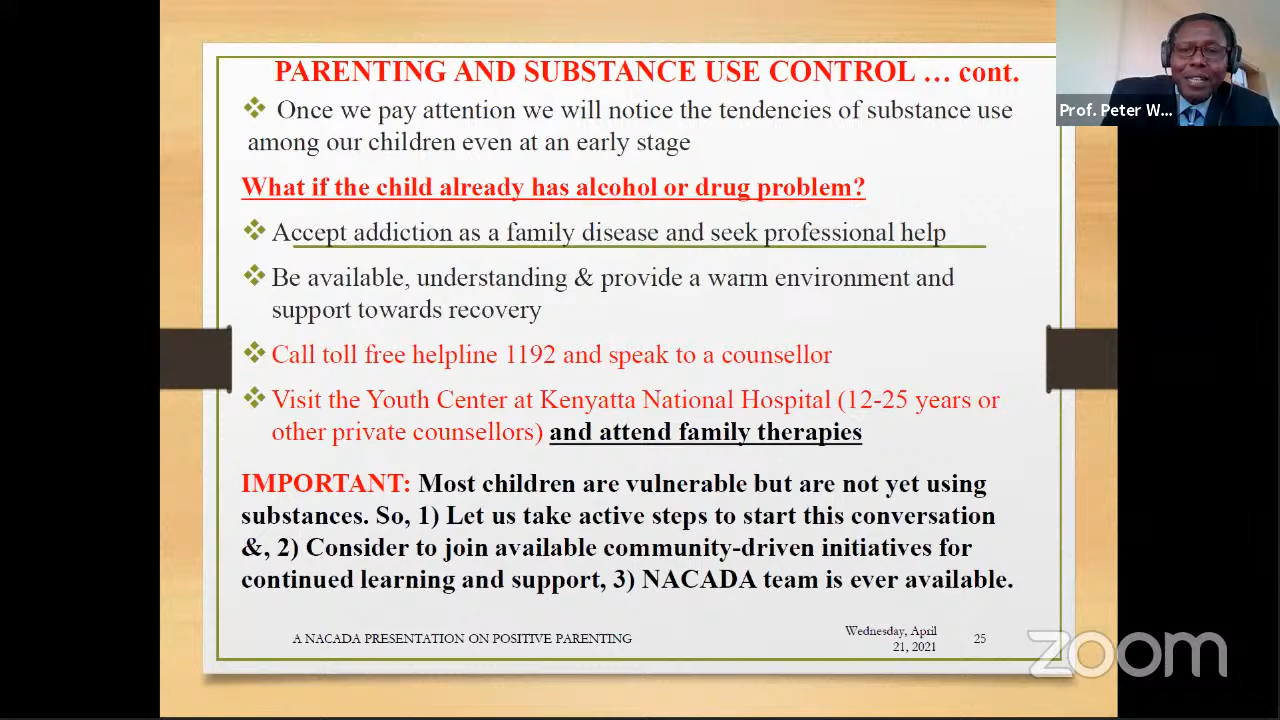 PARENTING AND SUBSTANCE USE CONTROL … cont.
❖ Once we pay attention we will notice the tendencies of substance use
among our children even at an early stage
What if the child already has alcohol or drug problem?
❖ Accept addiction as a family disease and seek professional help
❖ Be available, understanding & provide a warm environment and
support towards recovery
❖ Call toll free helpline 1192 and speak to a counsellor
❖ Visit the Youth Center at Kenyatta National Hospital (12-25 years or
other private counsellors) and attend family therapies
IMPORTANT: Most children are vulnerable but are not yet using
substances. So, 1) Let us take active steps to start this conversation
&, 2) Consider to join available community-driven initiatives for
continued learning and support, 3) NACADA team is ever available.
A NACADA PRESENTATION ON POSITIVE PARENTING
Wednesday, April
21, 2021
25
Prof. Peter W...
zoom